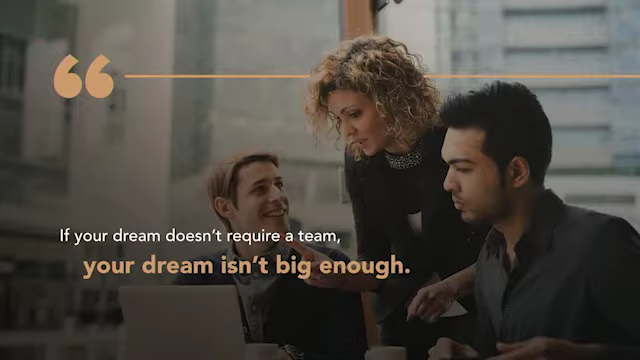 “
If your dream doesn’t require a team,
your dream isn’t big enough.